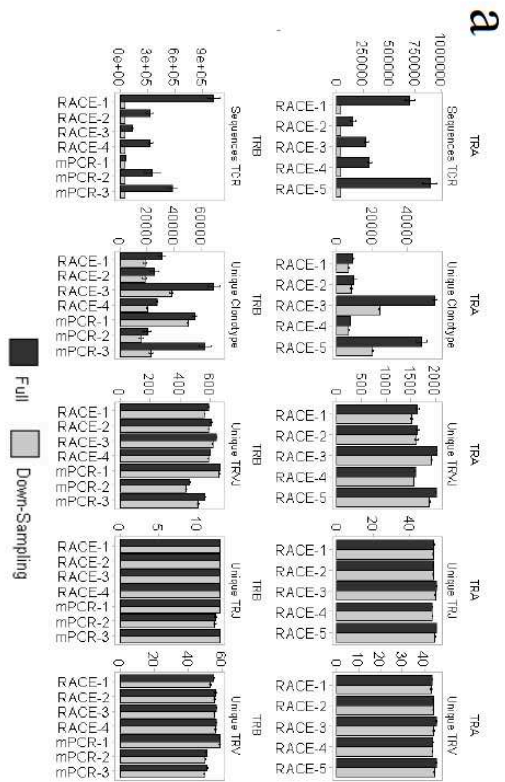 a
TRA
Sequences TCR
1000000
750000
500000
250000
0
RACE-1
RACE-2
RACE-3
RACE-4
RACE-5
TRA
Unique Clonotype
40000
20000
0
RACE-1
RACE-2
RACE-3
RACE-4
RACE-5
TRA
Unique TRVJ
2000
1500
1000
500
0
RACE-1
RACE-2
RACE-3
RACE-4
RACE-5
TRA
Unique TRJ
40
20
0
RACE-1
RACE-2
RACE-3
RACE-4
RACE-5
TRA
Unique TRV
40
30
20
10
0
RACE-1
RACE-2
RACE-3
RACE-4
RACE-5
TRB
Sequences TCR
9e+05
6e+05
3e+05
0e+00
RACE-1
RACE-2
RACE-3
RACE-4
mPCR-1
mPCR-2
mPCR-3
TRB
Unique Clonotype
60000
40000
20000
0
RACE-1
RACE-2
RACE-3
RACE-4
mPCR-1
mPCR-2
mPCR-3
TRB
Unique TRVJ
600
400
200
0
RACE-1
RACE-2
RACE-3
RACE-4
mPCR-1
mPCR-2
mPCR-3
TRB
Unique TRJ
10
5
0
RACE-1
RACE-2
RACE-3
RACE-4
mPCR-1
mPCR-2
mPCR-3
TRB
Unique TRV
60
40
20
0
RACE-1
RACE-2
RACE-3
RACE-4
mPCR-1
mPCR-2
mPCR-3
Full Down-Sampling